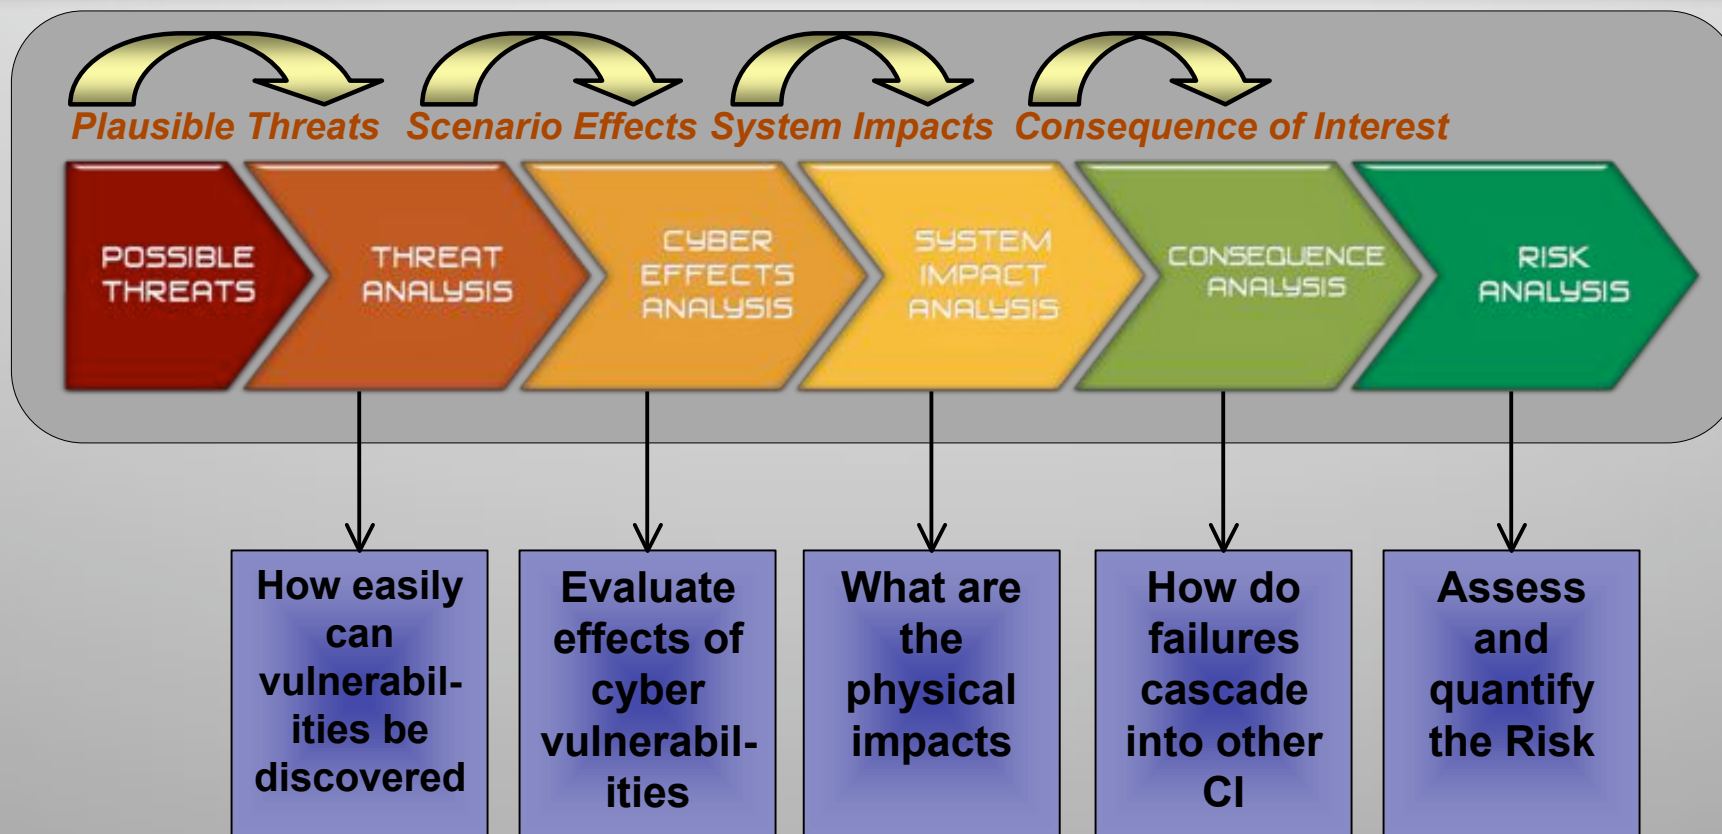 Plausible Threats Scenario Effects System Impacts Consequence of Interest
POSSIBLE
THREATS
THREAT
ANALYSIS
CYBER
EFFECTS
ANALYSIS
SYSTEM
IMPACT
ANALYSIS
CONSEQUENCE
ANALYSIS
RISK
ANALYSIS
How easily
can
vulnerabil-
ities be
discovered
Evaluate
effects of
cyber
vulnerabil-
ities
What are
the
physical
impacts
How do
failures
cascade
into other
CI
Assess
and
quantify
the Risk